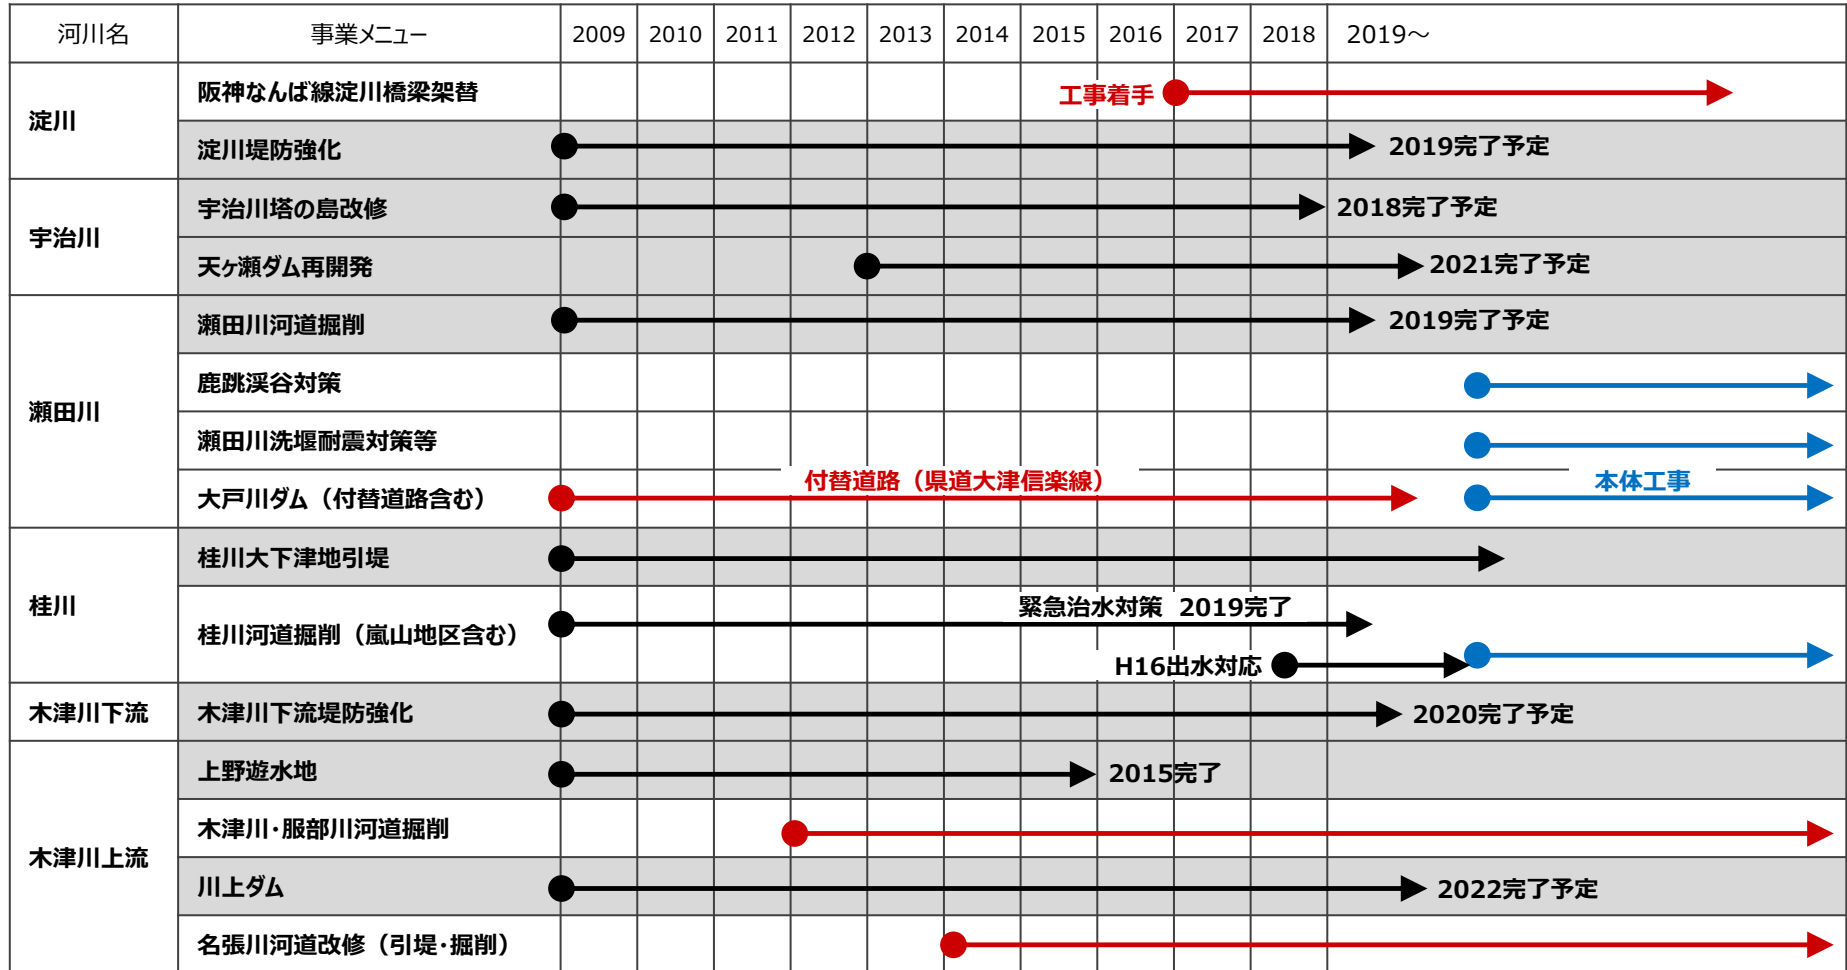 河川名 事業メニュー 2009 2010 2011 2012 2013 2014 2015 2016 2017 2018 2019～
淀川
阪神なんば線淀川橋梁架替 工事着手
淀川堤防強化 2019完了予定
宇治川
宇治川塔の島改修 2018完了予定
天ヶ瀬ダム再開発 2021完了予定
瀬田川
瀬田川河道掘削 2019完了予定
鹿跳渓谷対策
瀬田川洗堰耐震対策等
大戸川ダム（付替道路含む） 付替道路（県道大津信楽線） 本体工事
桂川
桂川大下津地引堤
桂川河道掘削（嵐山地区含む） 緊急治水対策 2019完了
H16出水対応
木津川下流 木津川下流堤防強化 2020完了予定
木津川上流
上野遊水地 2015完了
木津川・服部川河道掘削
川上ダム 2022完了予定
名張川河道改修（引堤・掘削）